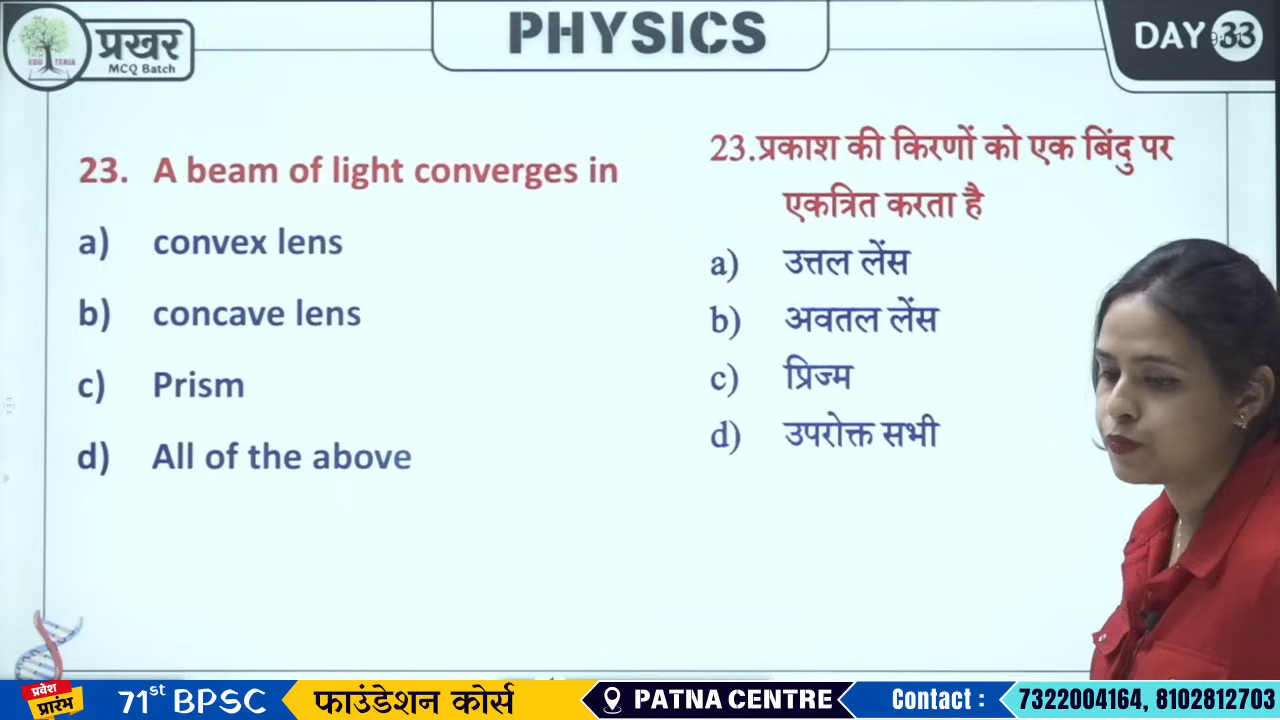 प्रखर
MCQ Batch
EDU TERIA
PHYSICS
DAY 33
23. A beam of light converges in
a) convex lens
b) concave lens
c) Prism
d) All of the above
23.प्रकाश की किरणों को एक बिंदु पर
एकत्रित करता है
a) उत्तल लेंस
b) अवतल लेंस
c) प्रिज्म
d) उपरोक्त सभी
प्रवेश
प्रारंभ
71st BPSC
फाउंडेशन कोर्स
PATNA CENTRE
Contact :
7322004164, 8102812703